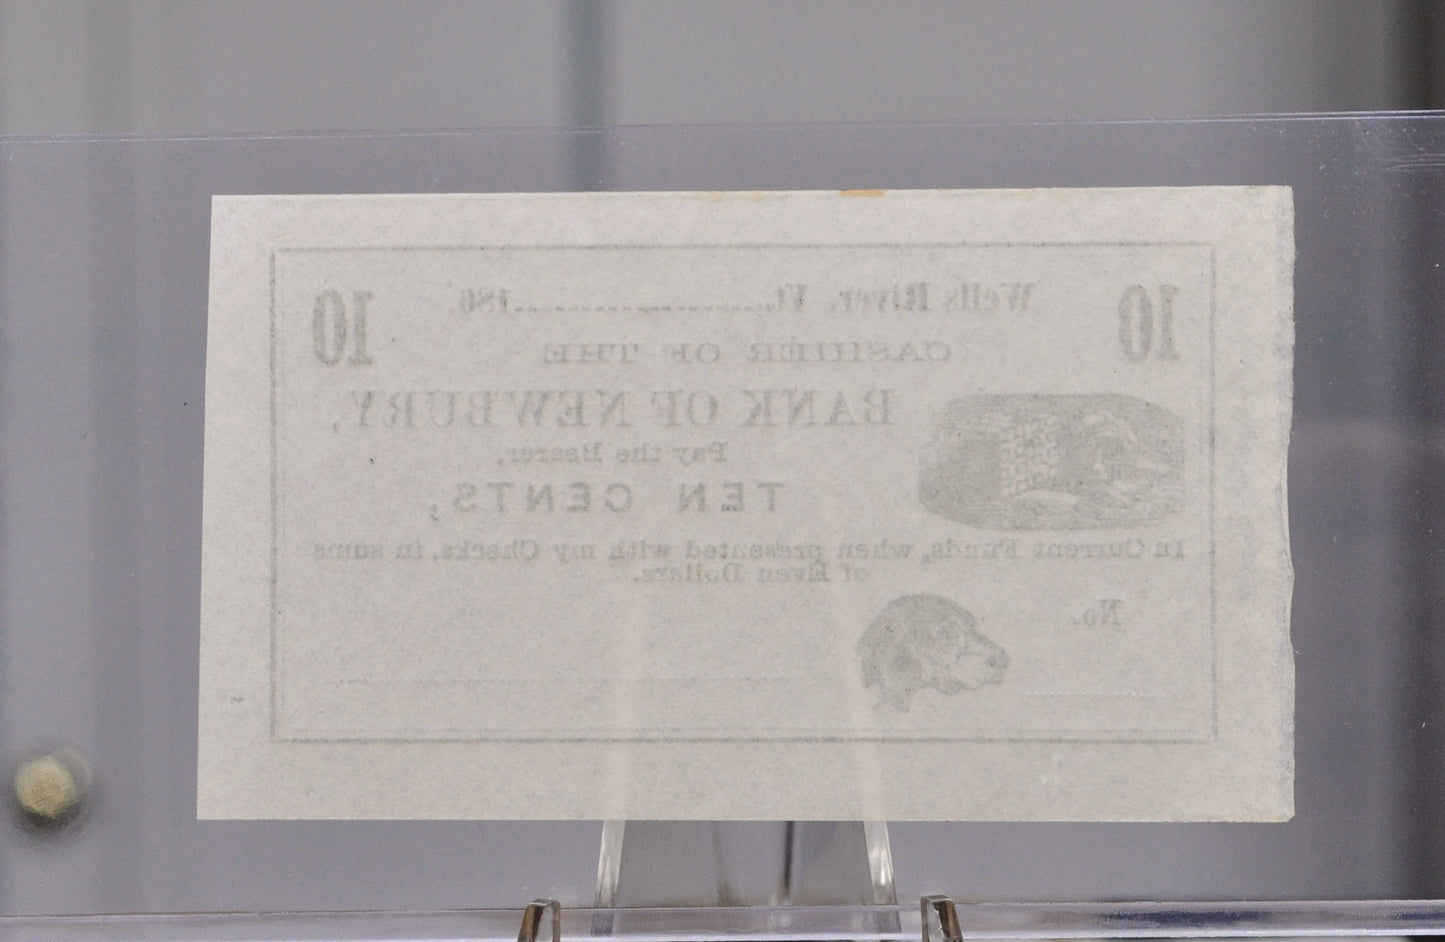 10 Wells River, Vt. 186 . 10
CASHIER OF THE
BANK OF NEWBURY,
Pay the Bearer,
TEN CENTS,
In Current Funds, when presented with my Checks, in sums
of Even Dollars.
No.